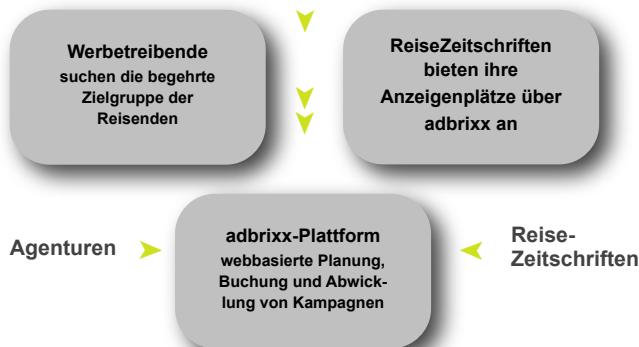 Werbetreibende
suchen die begehrte
Zielgruppe der
Reisenden
ReiseZeitschriften
bieten ihre
Anzeigenplätze über
adbrixx an
Agenturen
adbrixx-Plattform
webbasierte Planung,
Buchung und Abwick-
lung von Kampagnen
Reise-
Zeitschriften